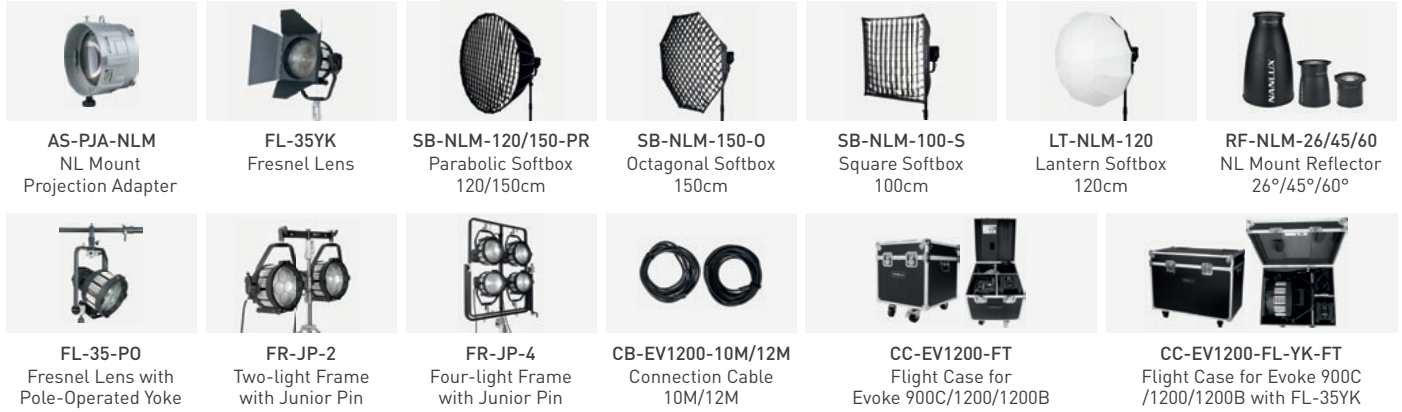 NANLUX
AS-PJA-NLM
NL Mount
Projection Adapter
FL-35YK
Fresnel Lens
SB-NLM-120/150-PR
Parabolic Softbox
120/150cm
SB-NLM-150-O
Octagonal Softbox
150cm
SB-NLM-100-S
Square Softbox
100cm
LT-NLM-120
Lantern Softbox
120cm
RF-NLM-26/45/60
NL Mount Reflector
26°/45°/60°
FL-35-PO
Fresnel Lens with
Pole-Operated Yoke
FR-JP-2
Two-light Frame
with Junior Pin
FR-JP-4
Four-light Frame
with Junior Pin
CB-EV1200-10M/12M
Connection Cable
10M/12M
CC-EV1200-FT
Flight Case for
Evoke 900C/1200/1200B
CC-EV1200-FL-YK-FT
Flight Case for Evoke 900C
/1200/1200B with FL-35YK